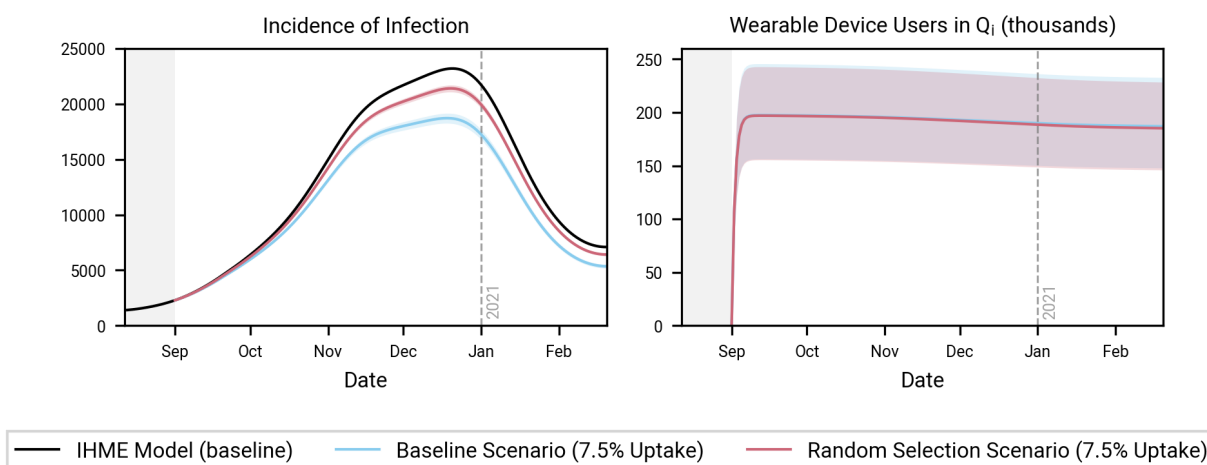 Incidence of Infection
25000
20000
15000
10000
5000
0
Sep Oct Nov Dec Jan Feb
2021
Date
Wearable Device Users in Qᵢ (thousands)
250
200
150
100
50
0
Sep Oct Nov Dec Jan Feb
2021
Date
IHME Model (baseline) Baseline Scenario (7.5% Uptake) Random Selection Scenario (7.5% Uptake)